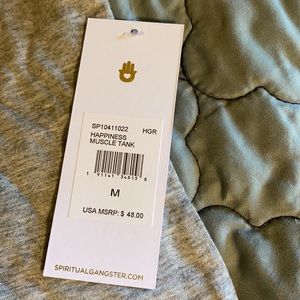 SP10411022 HGR
HAPPINESS
MUSCLE TANK
M
USA MSRP: $ 48.00
SPIRITUALGANGSTER.COM